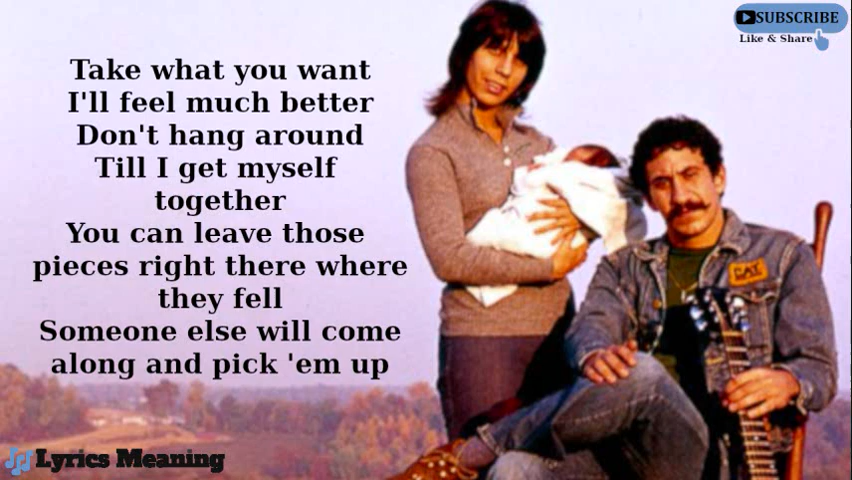 SUBSCRIBE
Like & Share
Take what you want
I'll feel much better
Don't hang around
Till I get myself
together
You can leave those
pieces right there where
they fell
Someone else will come
along and pick 'em up
CAT
Lyrics Meaning